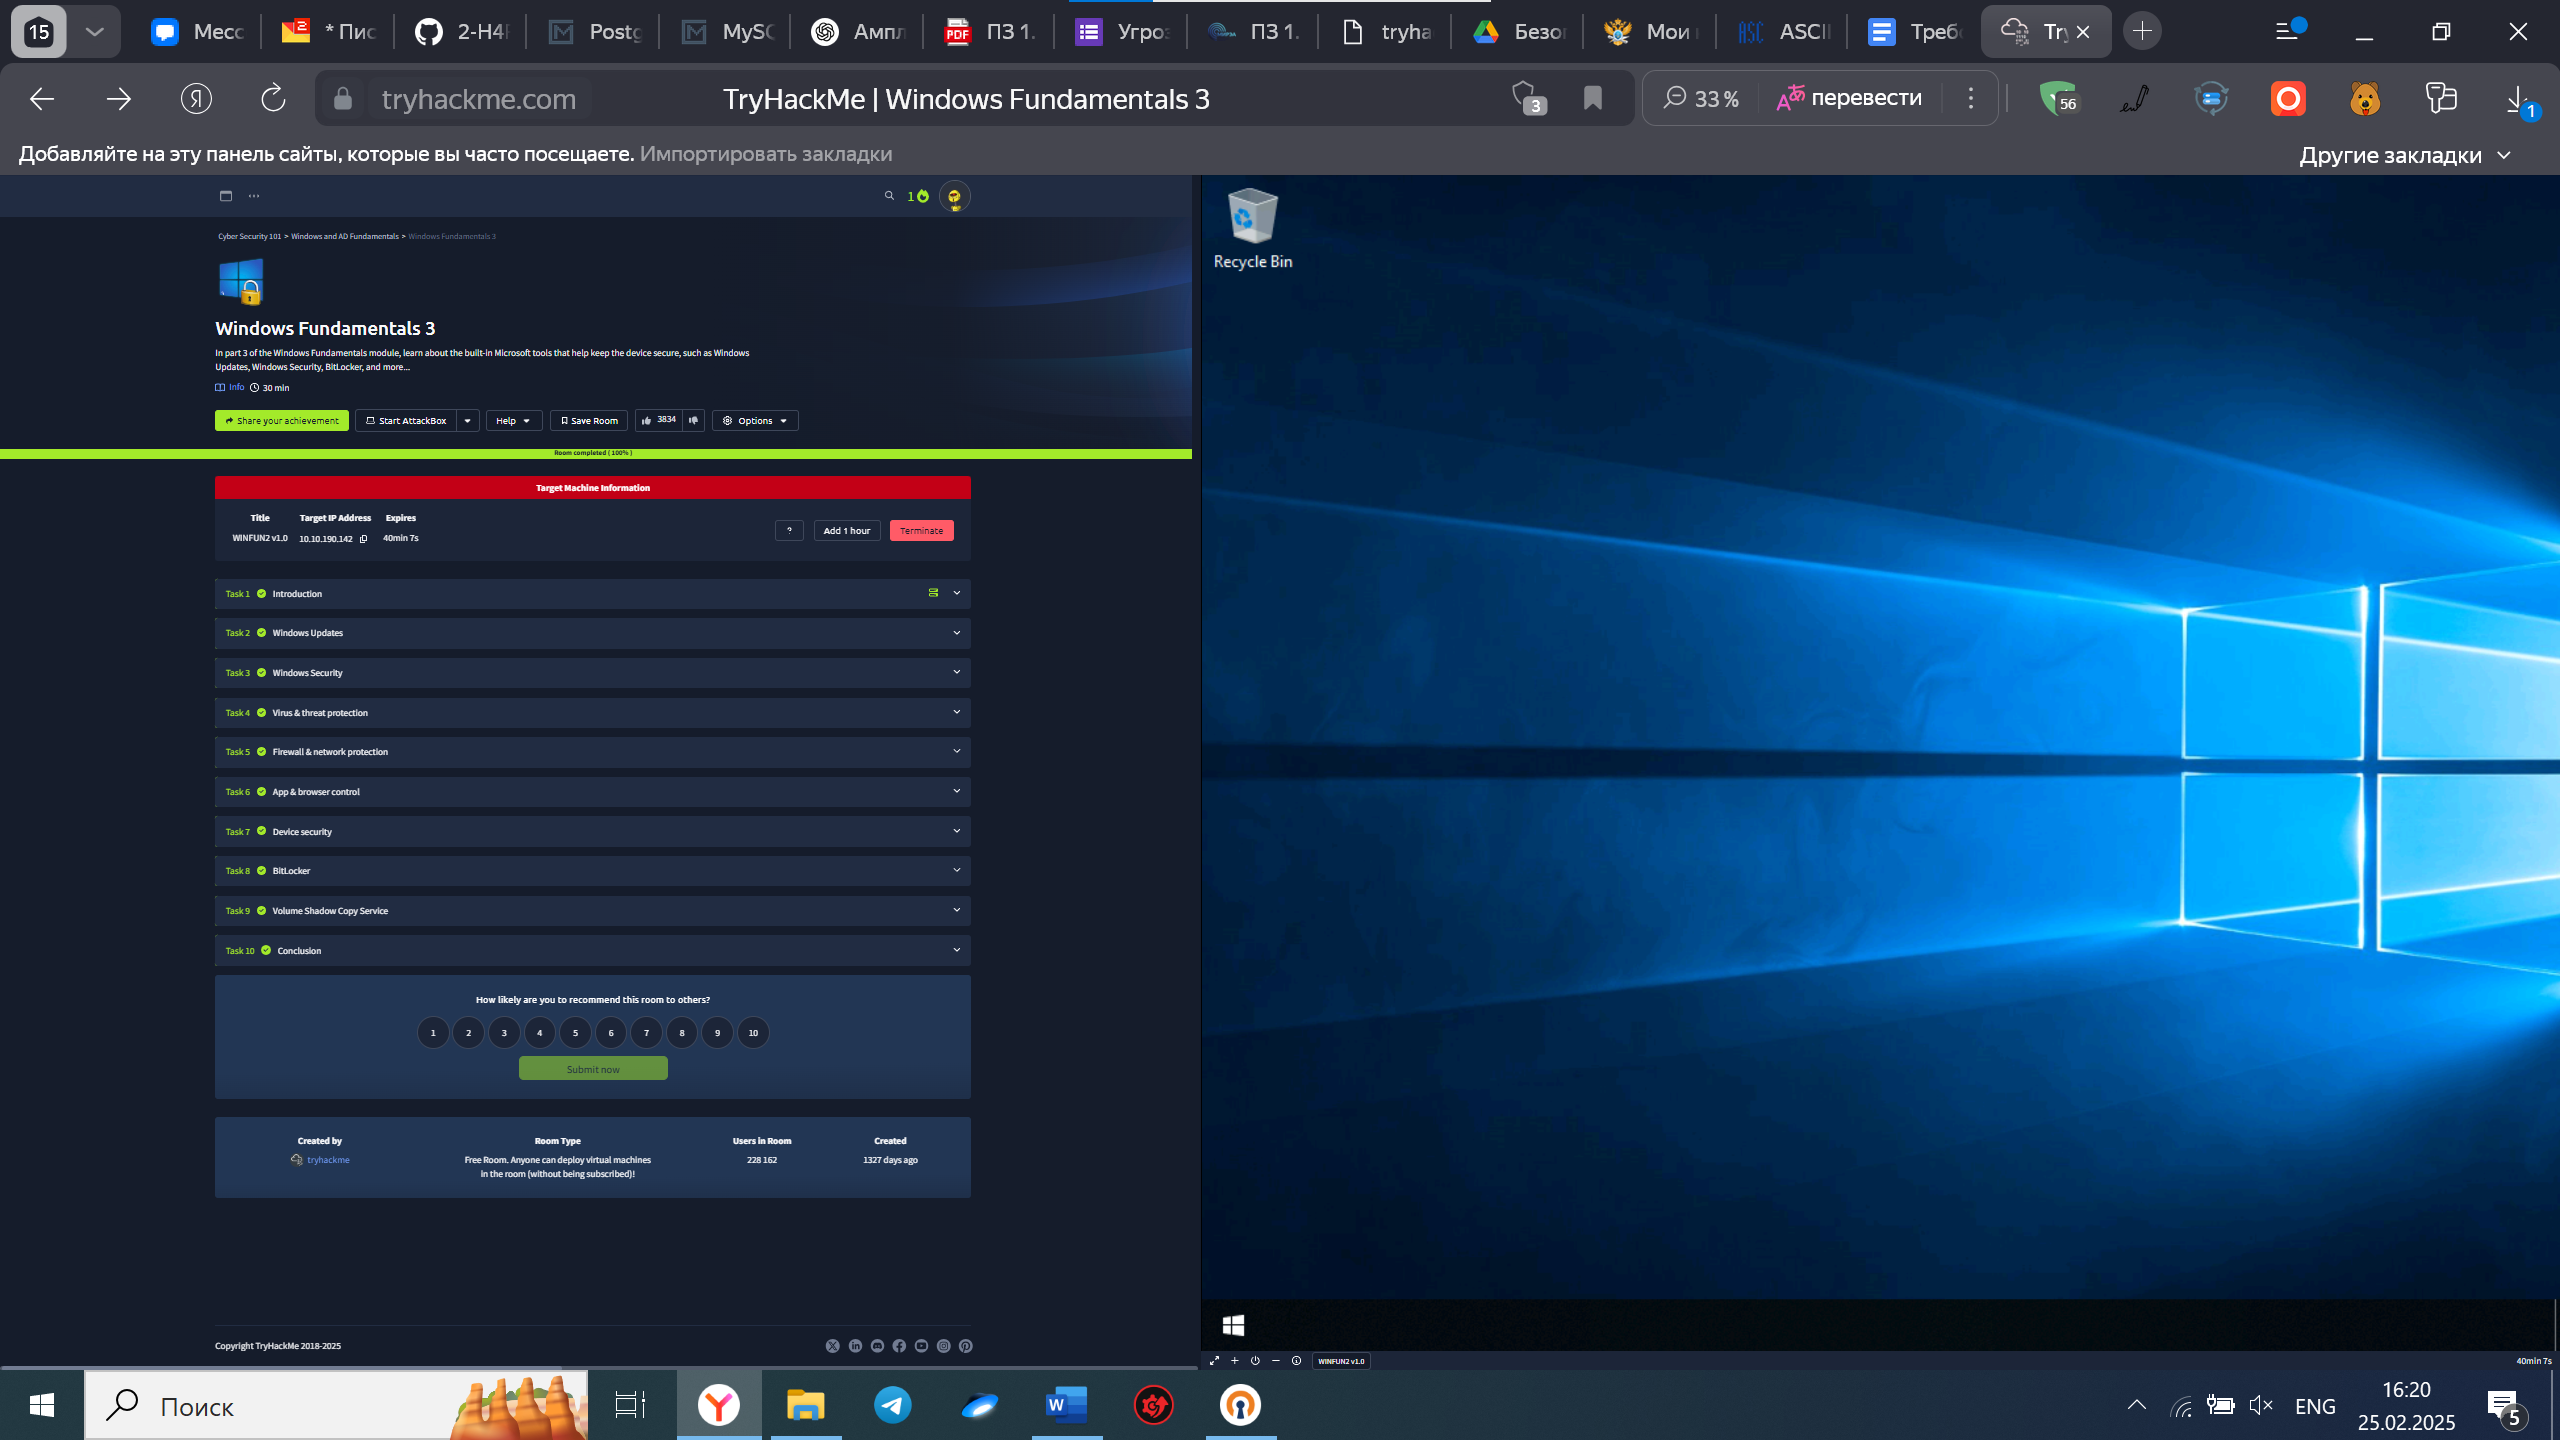 15
Месс
* Пис
2-H4F
Postg
MySQ
Ампл
ПЗ 1.
Угроз
ПЗ 1.
tryha
Безо
Мои
ASCII
Треб
Try
tryhackme.com
TryHackMe | Windows Fundamentals 3
3
33 %
перевести
56
1
Добавляйте на эту панель сайты, которые вы часто посещаете. Импортировать закладки
Другие закладки
1
Cyber Security 101 > Windows and AD Fundamentals > Windows Fundamentals 3
Windows Fundamentals 3
In part 3 of the Windows Fundamentals module, learn about the built-in Microsoft tools that help keep the device secure, such as Windows
Updates, Windows Security, BitLocker, and more...
Info 30 min
Share your achievement
Start AttackBox
Help
Save Room
3834
Options
Room completed ( 100% )
Target Machine Information
Title Target IP Address Expires
WINFUN2 v1.0 10.10.190.142 40min 7s
?
Add 1 hour
Terminate
Task 1 Introduction
Task 2 Windows Updates
Task 3 Windows Security
Task 4 Virus & threat protection
Task 5 Firewall & network protection
Task 6 App & browser control
Task 7 Device security
Task 8 BitLocker
Task 9 Volume Shadow Copy Service
Task 10 Conclusion
How likely are you to recommend this room to others?
1 2 3 4 5 6 7 8 9 10
Submit now
Created by Room Type Users in Room Created
tryhackme Free Room. Anyone can deploy virtual machines 228 162 1327 days ago
in the room (without being subscribed)!
Copyright TryHackMe 2018-2025
Recycle Bin
WINFUN2 v1.0
40min 7s
Поиск
ENG
16:20
25.02.2025
5